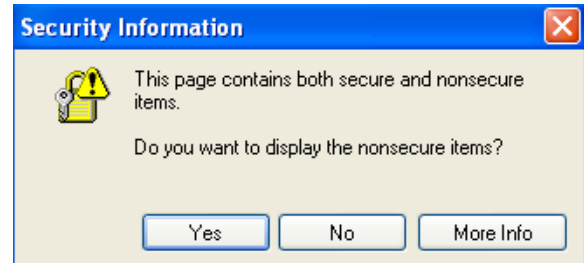 Security Information
This page contains both secure and nonsecure
items.
Do you want to display the nonsecure items?
Yes
No
More Info